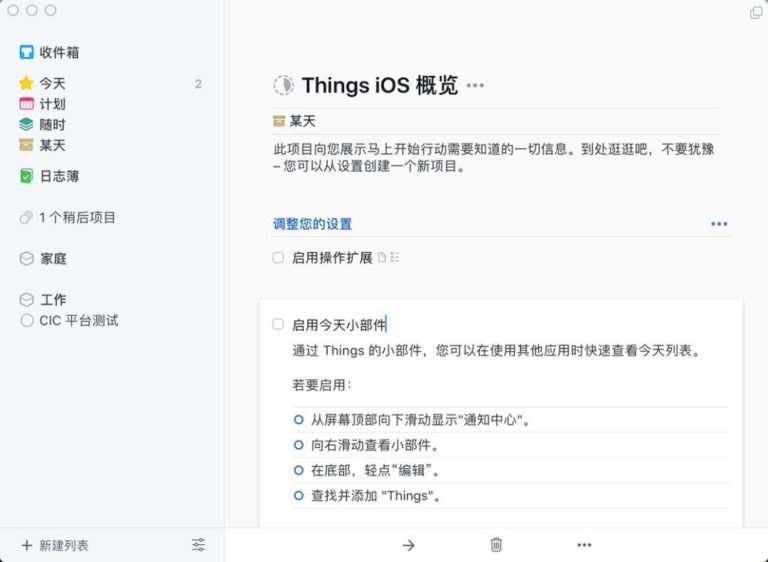 收件箱
今天 2
计划
随时
某天
日志簿
1 个稍后项目
家庭
工作
CIC 平台测试
新建列表
Things iOS 概览
某天
此项目向您展示马上开始行动需要知道的一切信息。到处逛逛吧，不要犹豫
– 您可以从设置创建一个新项目。
调整您的设置
启用操作扩展
启用今天小部件
通过 Things 的小部件，您可以在使用其他应用时快速查看今天列表。
若要启用：
从屏幕顶部向下滑动显示"通知中心"。
向右滑动查看小部件。
在底部，轻点“编辑”。
查找并添加 "Things"。